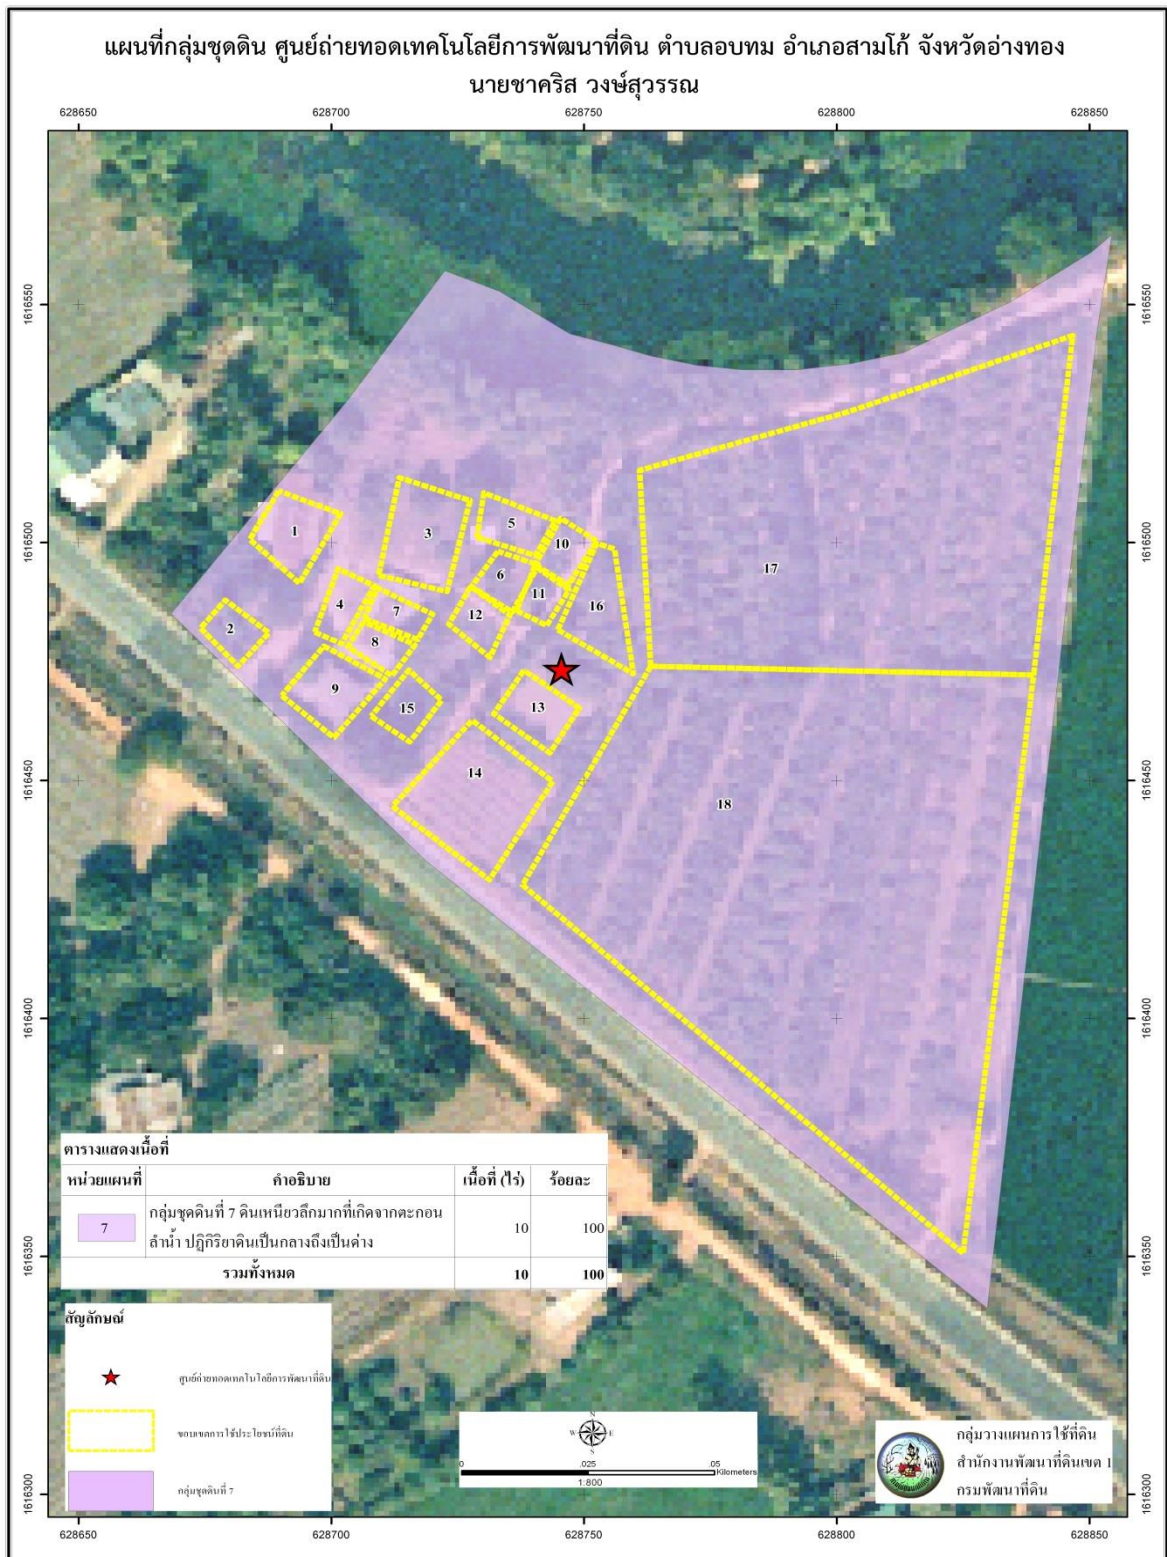 แผนที่กลุ่มชุดดิน ศูนย์ถ่ายทอดเทคโนโลยีการพัฒนาที่ดิน ตำบลอบทม อำเภอสามโก้ จังหวัดอ่างทอง
นายชาคริส วงษ์สุวรรณ
628650 628700 628750 628800 628850
1616550 1616550
1616500 1616500
1616450 1616450
1616400 1616400
1616350 1616350
1616300 1616300
1
2
3
4
5
6
7
8
9
10
11
12
13
14
15
16
17
18
ตารางแสดงเนื้อที่
หน่วยแผนที่ คำอธิบาย เนื้อที่ (ไร่) ร้อยละ
7 กลุ่มชุดดินที่ 7 ดินเหนียวลึกมากที่เกิดจากตะกอน 10 100
ลำน้ำ ปฏิกิริยาดินเป็นกลางถึงเป็นด่าง
รวมทั้งหมด 10 100
สัญลักษณ์
ศูนย์ถ่ายทอดเทคโนโลยีการพัฒนาที่ดิน
ขอบเขตการใช้ประโยชน์ที่ดิน
กลุ่มชุดดินที่ 7
N
W E
S
0 .025 .05
Kilometers
1:800
กลุ่มวางแผนการใช้ที่ดิน
สำนักงานพัฒนาที่ดินเขต 1
กรมพัฒนาที่ดิน
628650 628700 628750 628800 628850